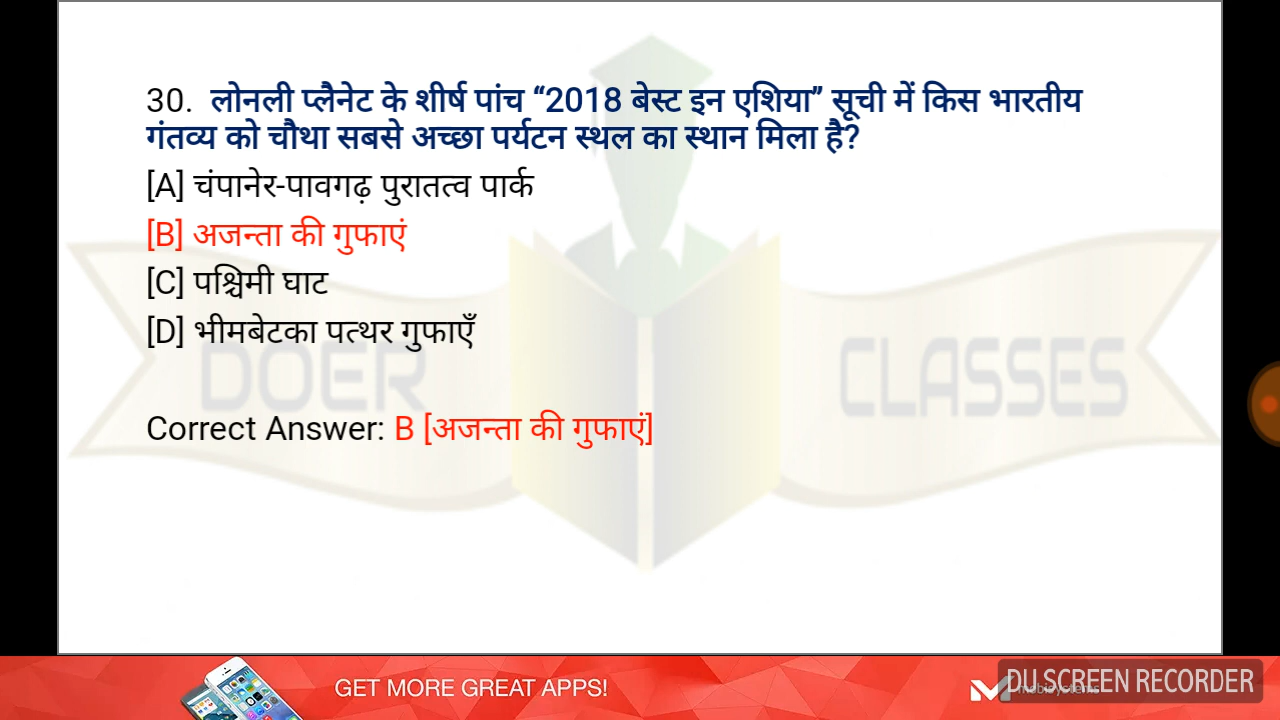 30. लोनली प्लैनेट के शीर्ष पांच “2018 बेस्ट इन एशिया” सूची में किस भारतीय
गंतव्य को चौथा सबसे अच्छा पर्यटन स्थल का स्थान मिला है?
[A] चंपानेर-पावगढ़ पुरातत्व पार्क
[B] अजन्ता की गुफाएं
[C] पश्चिमी घाट
[D] भीमबेटका पत्थर गुफाएँ
DOER CLASSES
Correct Answer: B [अजन्ता की गुफाएं]
GET MORE GREAT APPS!
DU SCREEN RECORDER